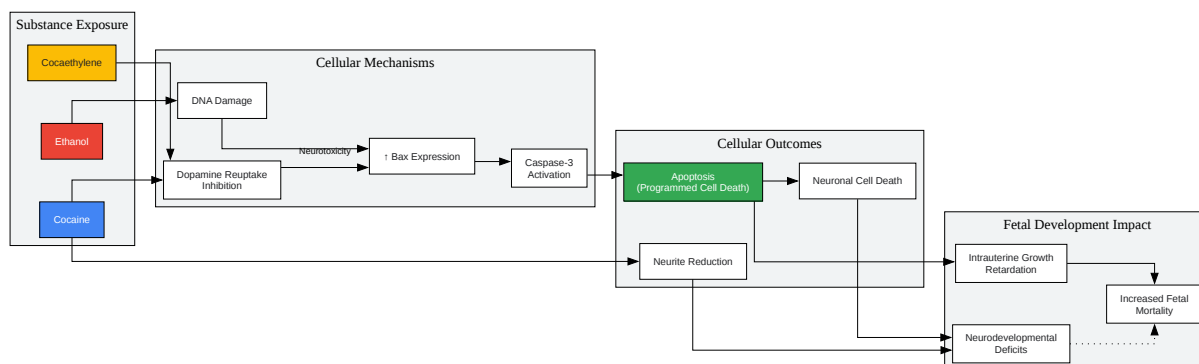 Substance Exposure
Cocaethylene
Ethanol
Cocaine
Cellular Mechanisms
DNA Damage
Neurotoxicity
Dopamine Reuptake
Inhibition
↑ Bax Expression
Caspase-3
Activation
Cellular Outcomes
Apoptosis
(Programmed Cell Death)
Neuronal Cell Death
Neurite Reduction
Fetal Development Impact
Intrauterine Growth
Retardation
Increased Fetal
Mortality
Neurodevelopmental
Deficits